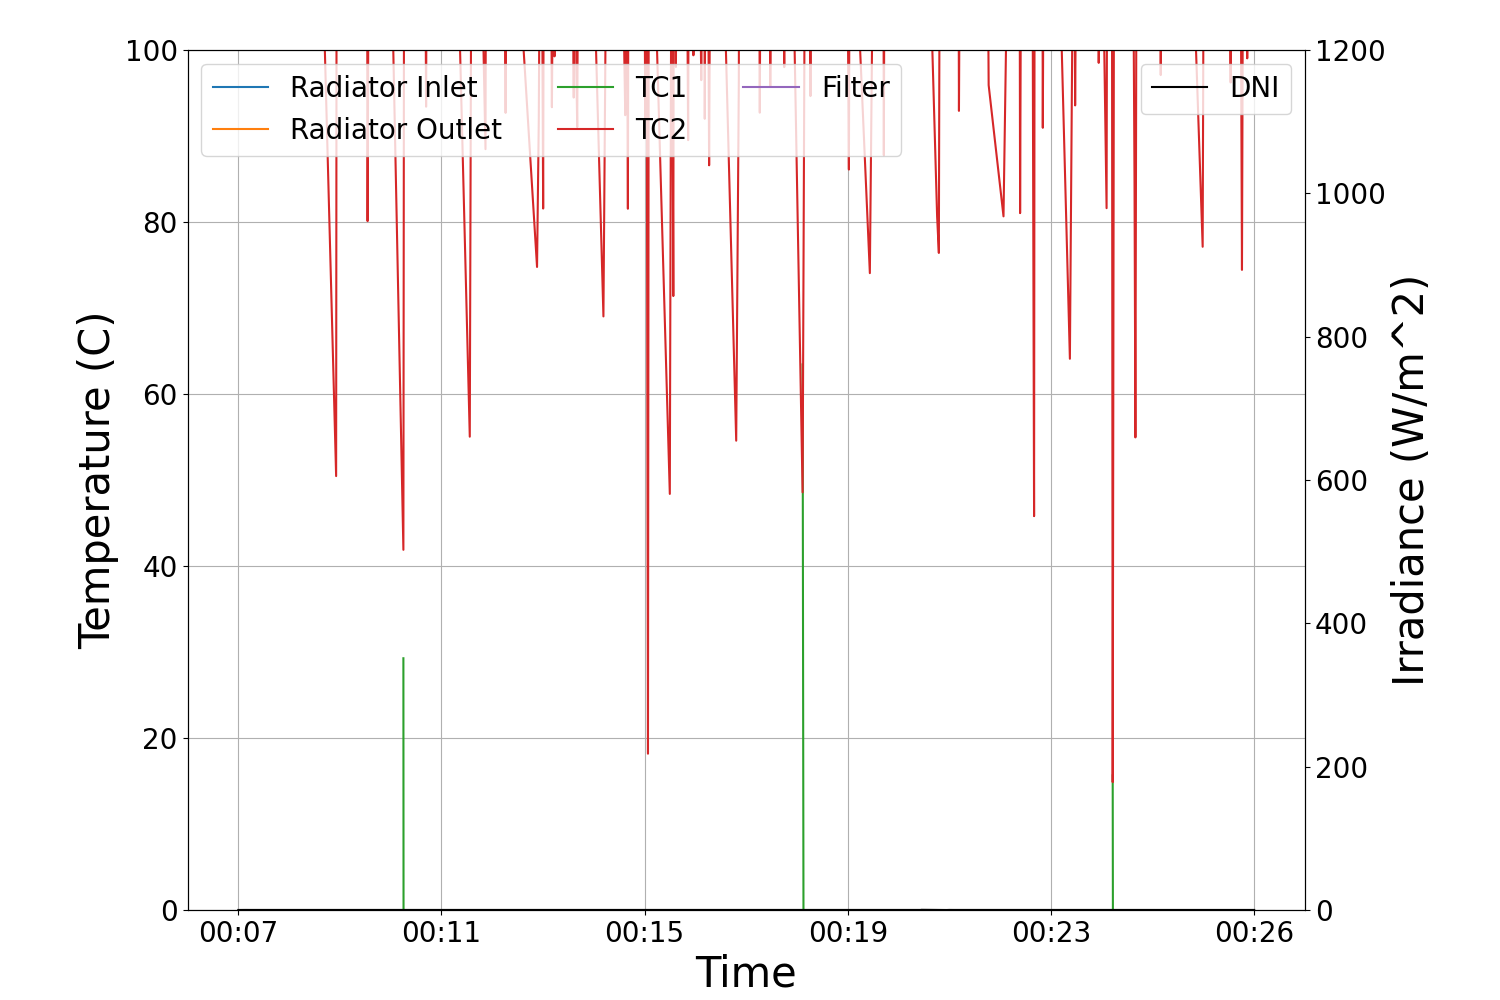 100
80
60
40
20
0
Temperature (C)
Radiator Inlet
Radiator Outlet
TC1
TC2
Filter
DNI
1200
1000
800
600
400
200
0
Irradiance (W/m^2)
00:07 00:11 00:15 00:19 00:23 00:26
Time